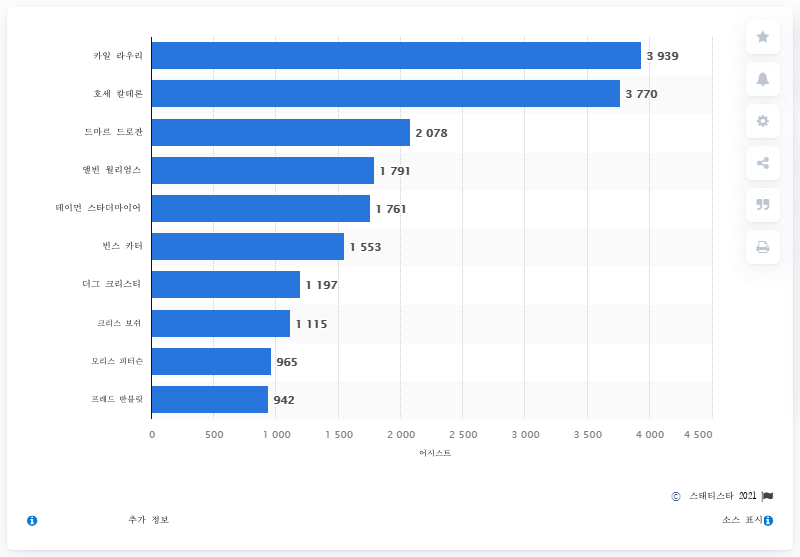 카일 라우리 3 939
호세 칼데론 3 770
드마르 드로잔 2 078
앨빈 윌리엄스 1 791
데이먼 스타더마이어 1 761
빈스 카터 1 553
더그 크리스티 1 197
크리스 보쉬 1 115
모리스 피터슨 965
프레드 반블릿 942
0 500 1 000 1 500 2 000 2 500 3 000 3 500 4 000 4 500
어시스트
© 스태티스타 2021
추가 정보 소스 표시